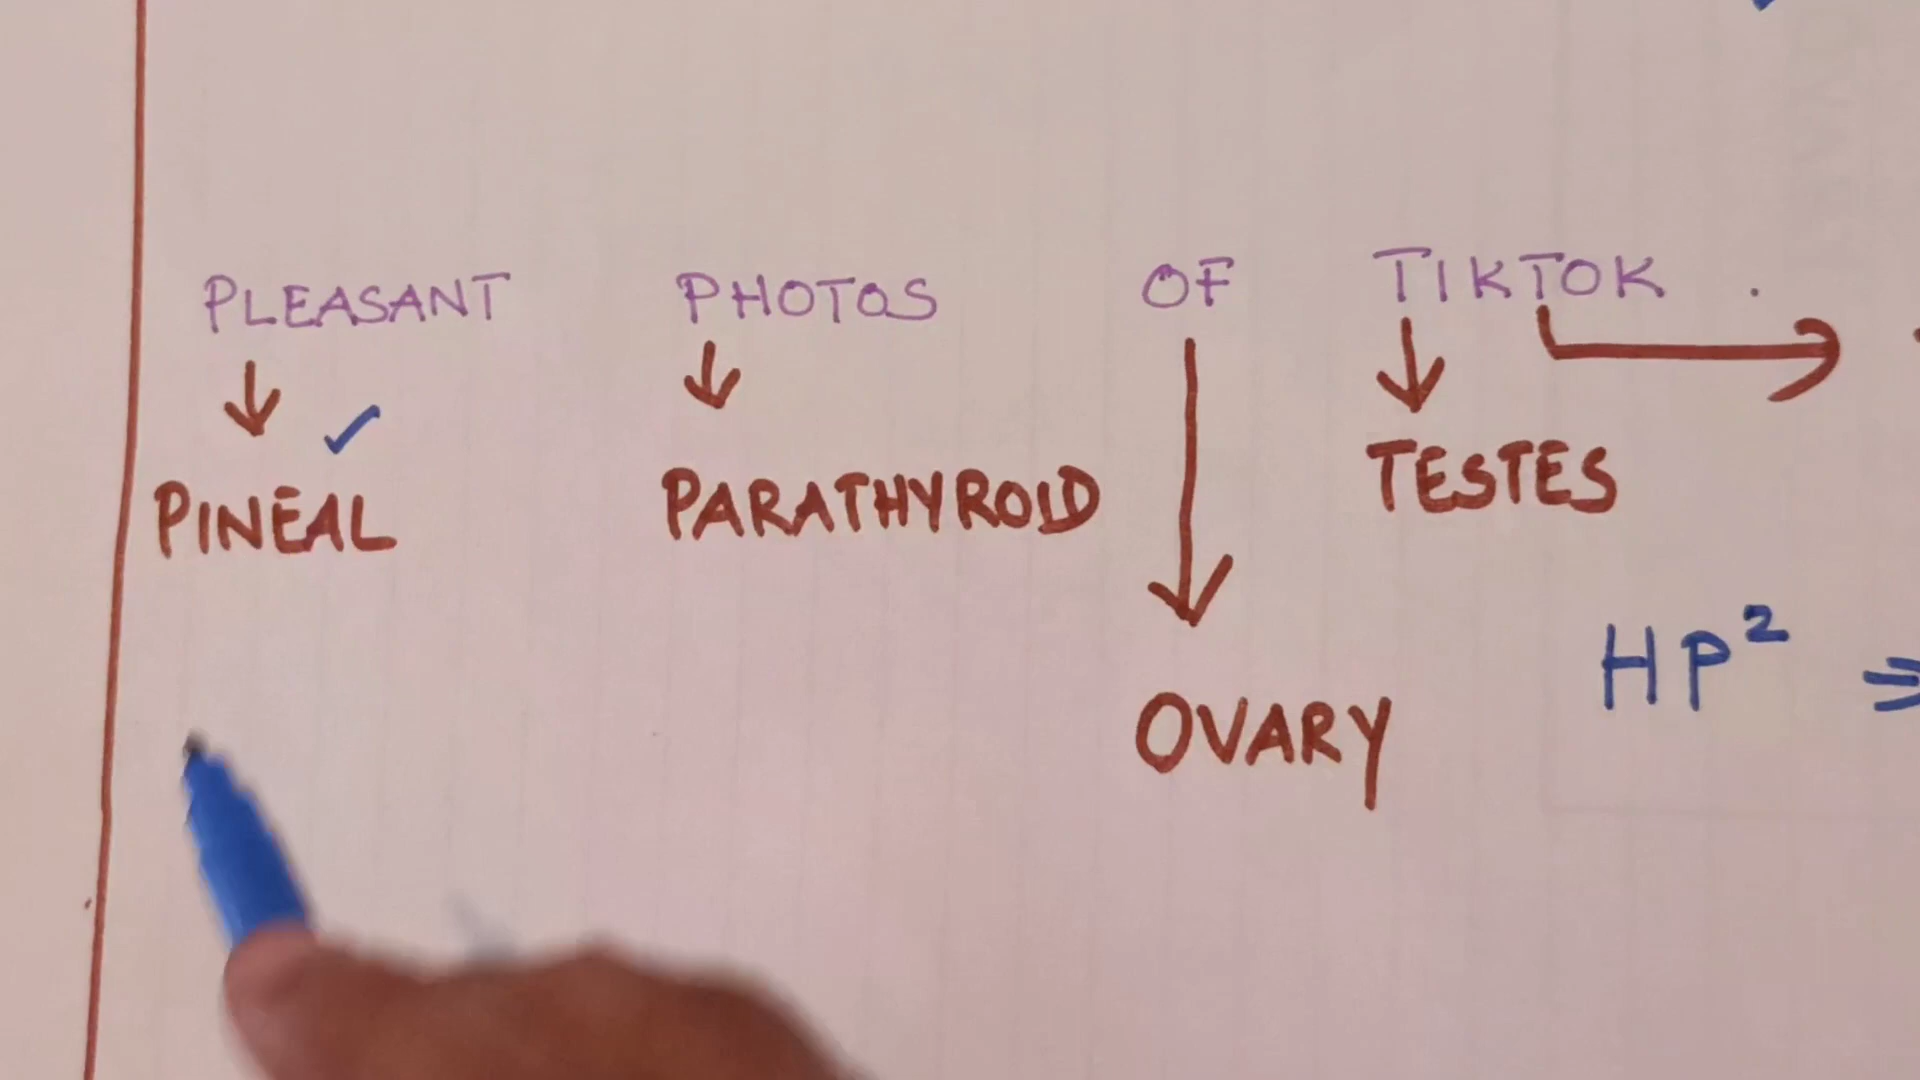 PLEASANT PHOTOS OF TIKTOK .
PINEAL PARATHYROID TESTES
OVARY
HP² =